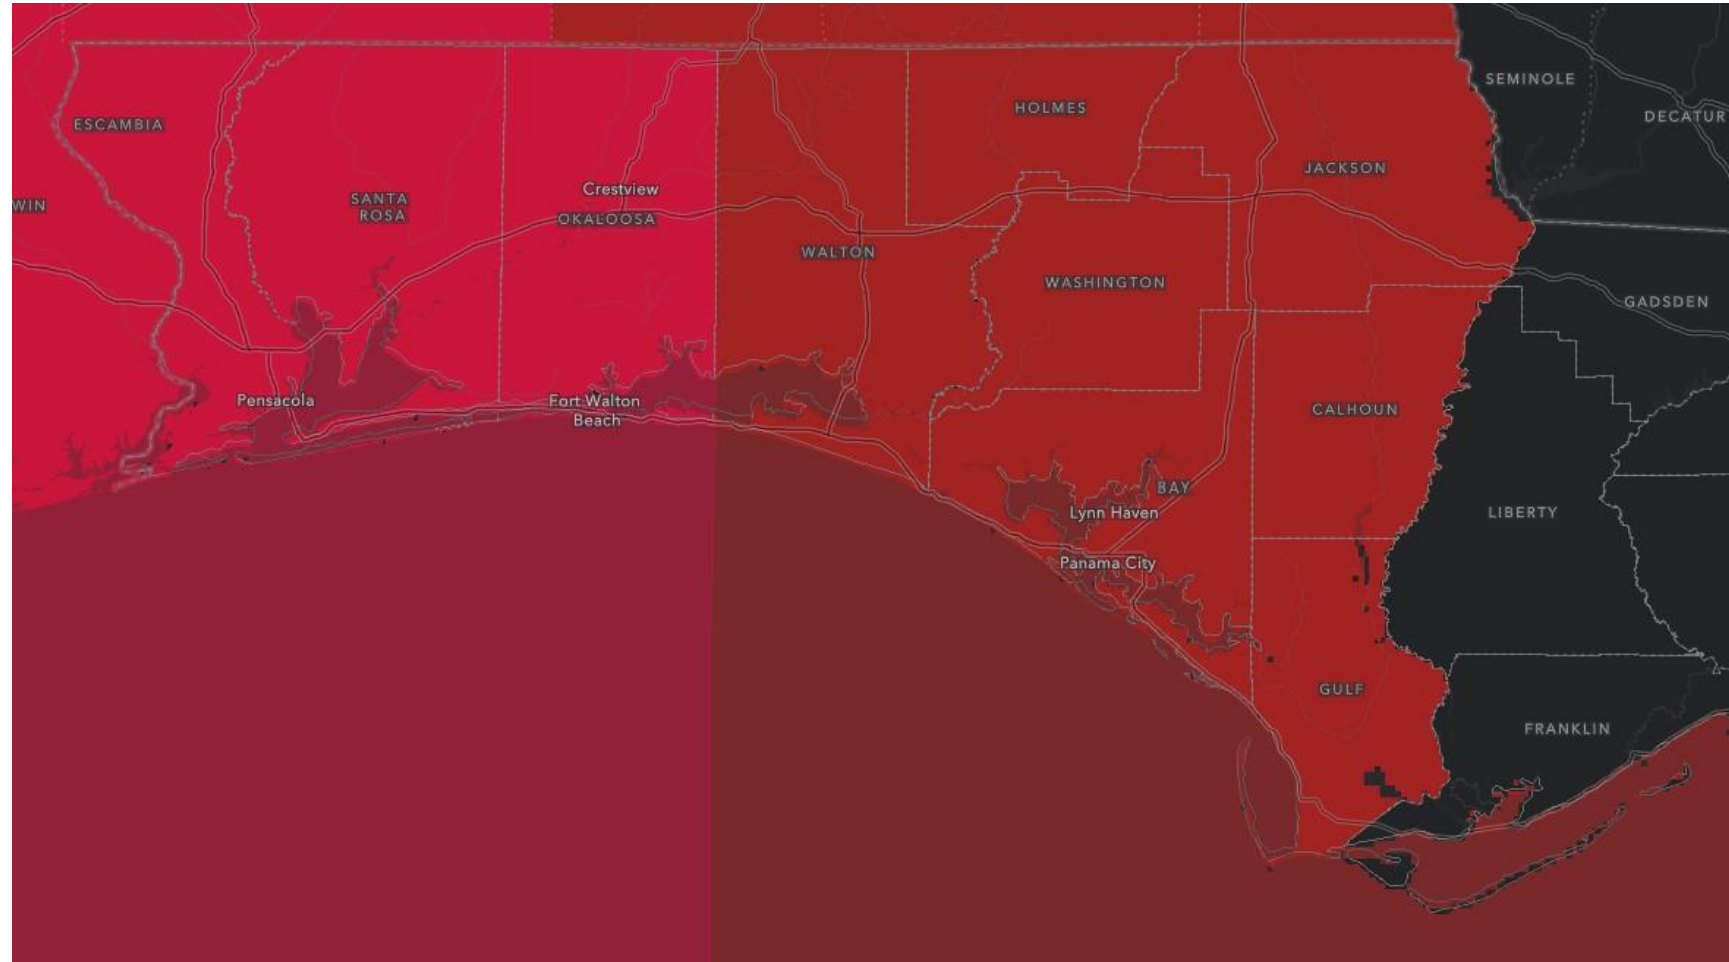 SEMINOLE
HOLMES
DECATUR
ESCAMBIA
JACKSON
Crestview
WIN
SANTA
ROSA
OKALOOSA
WALTON
WASHINGTON
GADSDEN
Pensacola
Fort Walton
Beach
CALHOUN
BAY
Lynn Haven
LIBERTY
Panama City
GULF
FRANKLIN